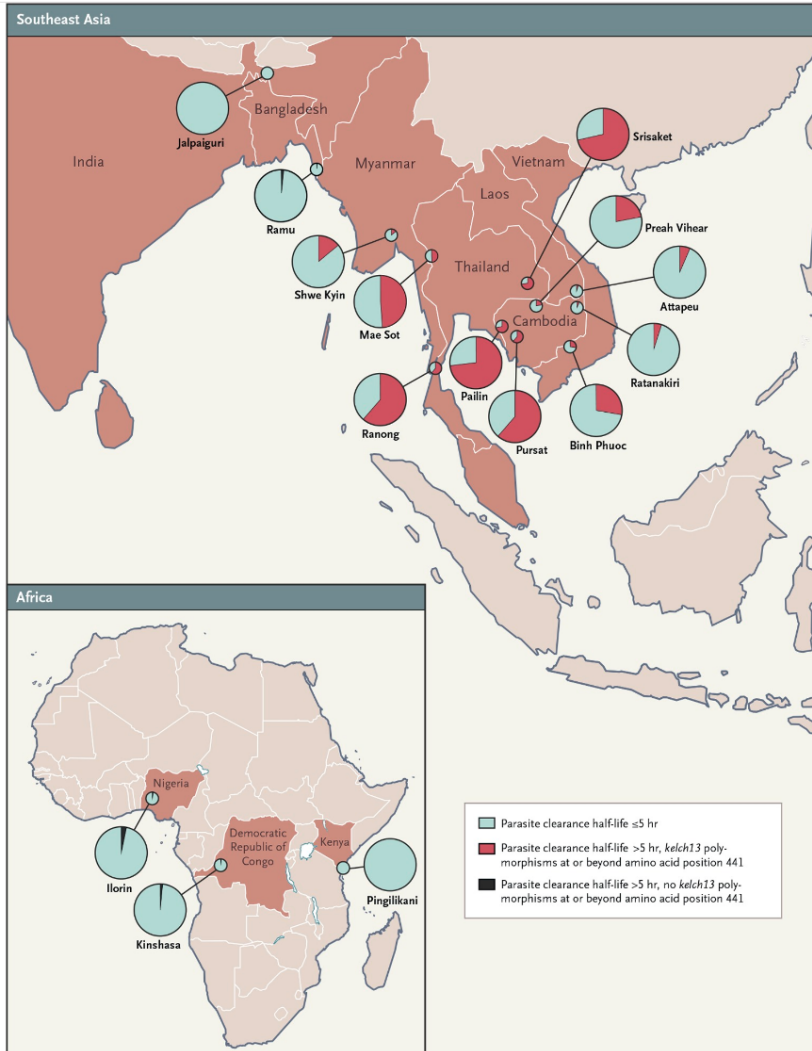 Southeast Asia
Jalpaiguri
Bangladesh
India
Myanmar
Ramu
Srisaket
Vietnam
Laos
Preah Vihear
Shwe Kyin
Thailand
Attapeu
Mae Sot
Cambodia
Ratanakiri
Pailin
Ranong
Pursat
Binh Phuoc
Africa
Nigeria
Democratic
Republic of
Congo
Kenya
Ilorin
Kinshasa
Pingilikani
Parasite clearance half-life ≤5 hr
Parasite clearance half-life >5 hr, kelch13 poly-
morphisms at or beyond amino acid position 441
Parasite clearance half-life >5 hr, no kelch13 poly-
morphisms at or beyond amino acid position 441